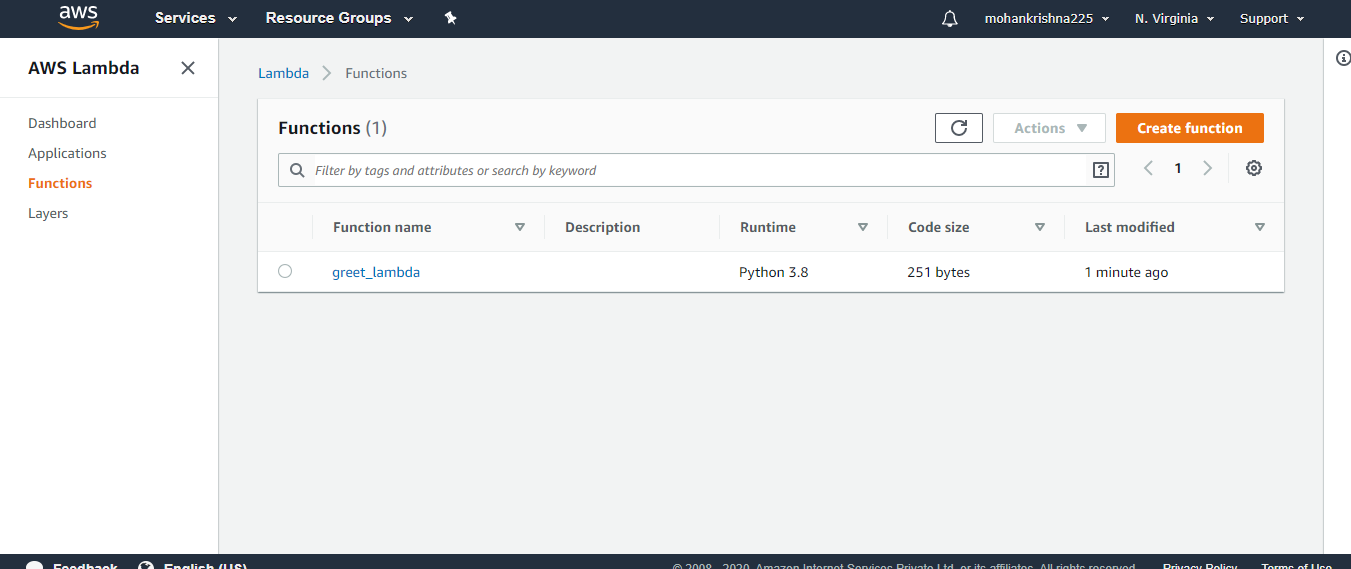 aws Services Resource Groups mohankrishna225 N. Virginia Support
AWS Lambda
Dashboard
Applications
Functions
Layers
Lambda Functions
Functions (1) Actions Create function
Filter by tags and attributes or search by keyword ? 1
Function name Description Runtime Code size Last modified
greet_lambda Python 3.8 251 bytes 1 minute ago
Feedback English (US) © 2008 - 2020, Amazon Internet Services Private Ltd. or its affiliates. All rights reserved. Privacy Policy Terms of Use